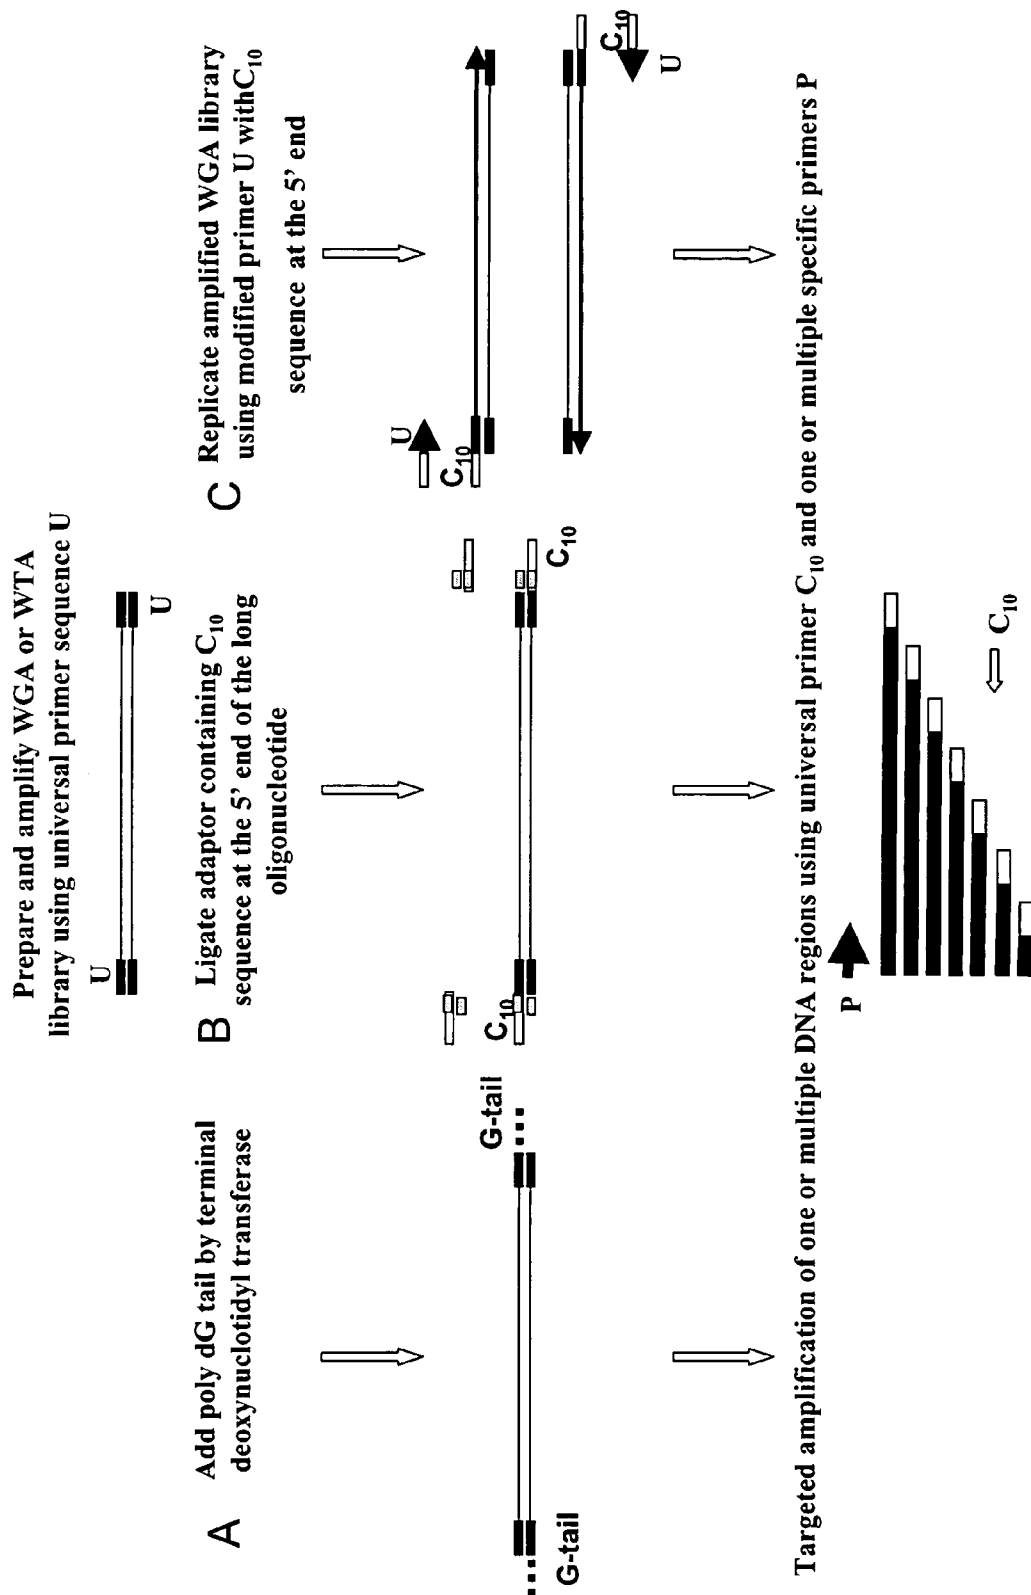 Prepare and amplify WGA or WTA
library using universal primer sequence U
U
U
A
Add poly dG tail by terminal
deoxynuclotidyl transferase
G-tail
G-tail
B
Ligate adaptor containing C10
sequence at the 5' end of the long
oligonucleotide
C10
C10
C
Replicate amplified WGA library
using modified primer U withC10
sequence at the 5' end
U
C10
C10
U
Targeted amplification of one or multiple DNA regions using universal primer C10 and one or multiple specific primers P
P
C10